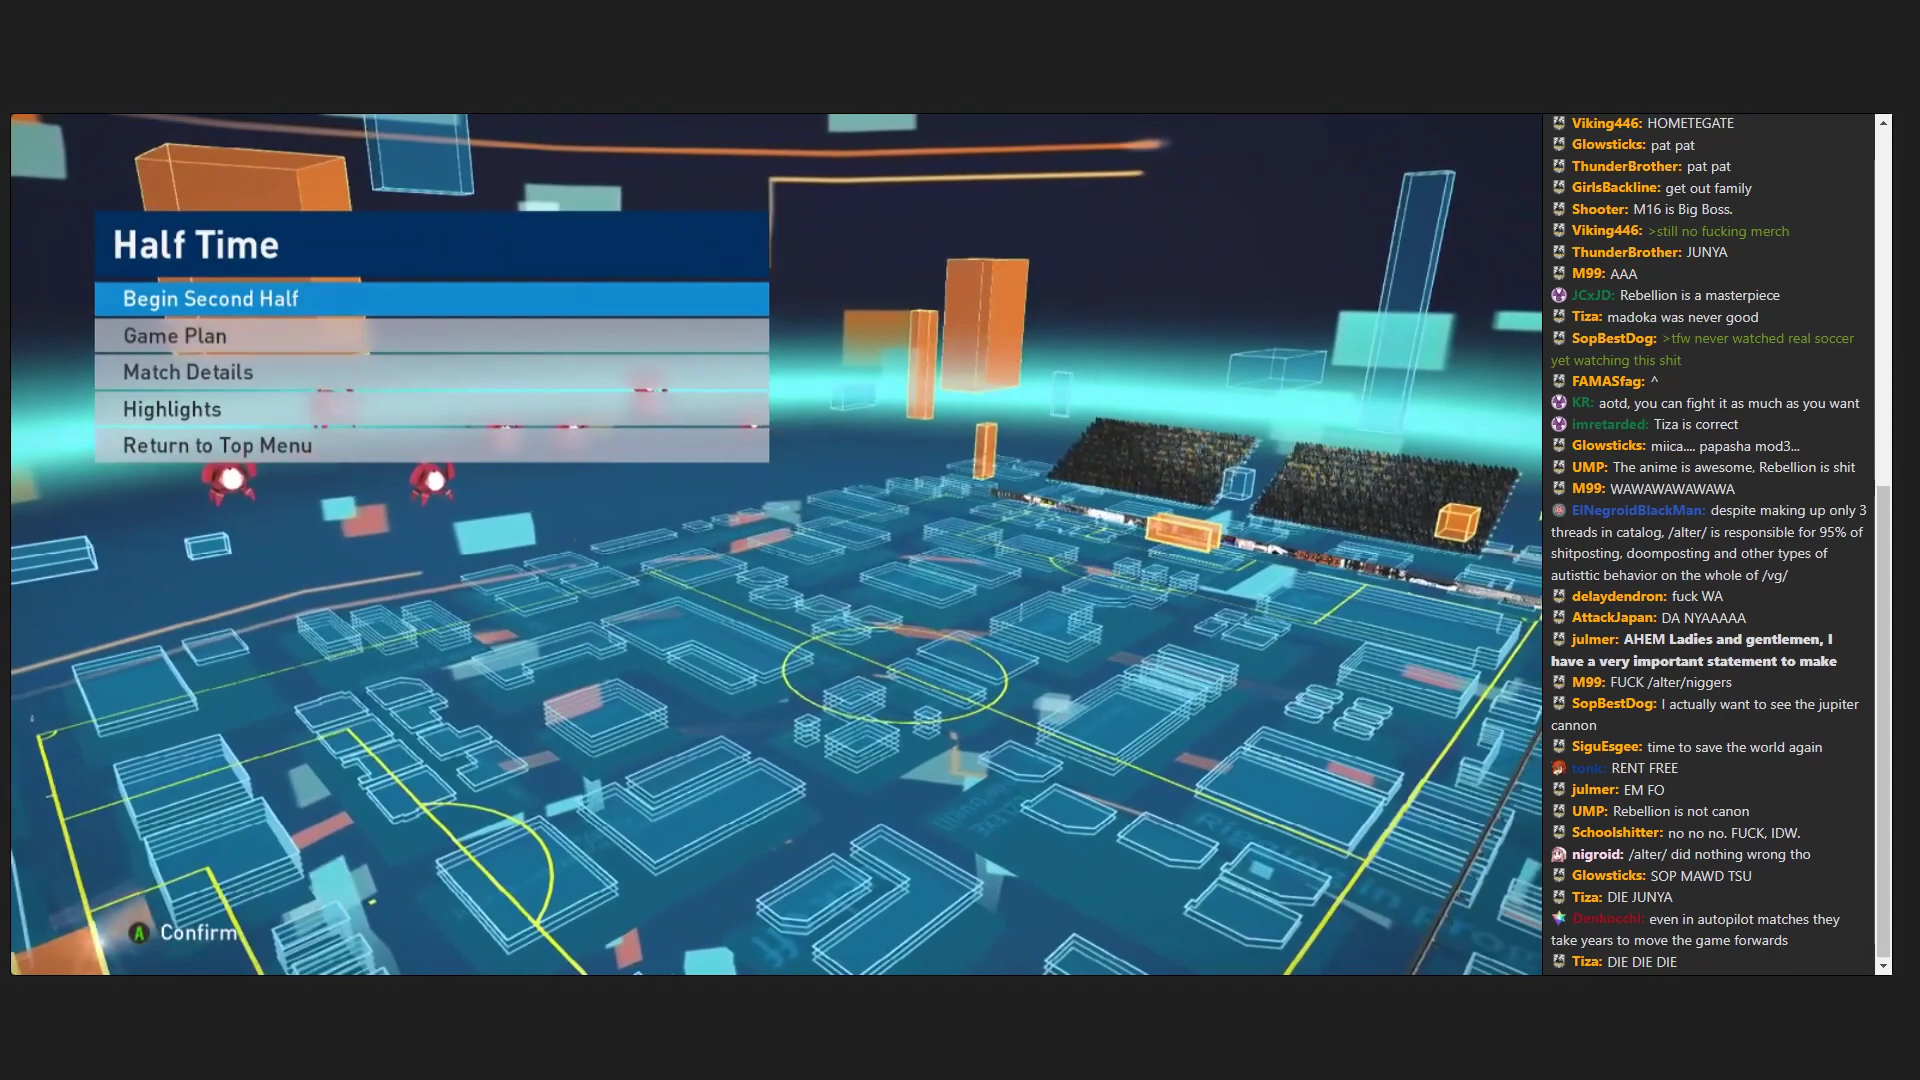 Half Time
Begin Second Half
Game Plan
Match Details
Highlights
Return to Top Menu
A Confirm
Viking446: HOMETEGATE
Glowsticks: pat pat
ThunderBrother: pat pat
GirlsBackline: get out family
Shooter: M16 is Big Boss.
Viking446: >still no fucking merch
ThunderBrother: JUNYA
M99: AAA
JCxJD: Rebellion is a masterpiece
Tiza: madoka was never good
SopBestDog: >tfw never watched real soccer
yet watching this shit
FAMASfag: ^
KR: aotd, you can fight it as much as you want
imretarded: Tiza is correct
Glowsticks: miica.... papasha mod3...
UMP: The anime is awesome, Rebellion is shit
M99: WAWAWAWAWAWA
ElNegroidBlackMan: despite making up only 3
threads in catalog, /alter/ is responsible for 95% of
shitposting, doomposting and other types of
autisttic behavior on the whole of /vg/
delaydendron: fuck WA
AttackJapan: DA NYAAAAA
julmer: AHEM Ladies and gentlemen, I
have a very important statement to make
M99: FUCK /alter/niggers
SopBestDog: I actually want to see the jupiter
cannon
SiguEsgee: time to save the world again
tonk: RENT FREE
julmer: EM FO
UMP: Rebellion is not canon
Schoolshitter: no no no. FUCK, IDW.
nigroid: /alter/ did nothing wrong tho
Glowsticks: SOP MAWD TSU
Tiza: DIE JUNYA
Denkocchi: even in autopilot matches they
take years to move the game forwards
Tiza: DIE DIE DIE